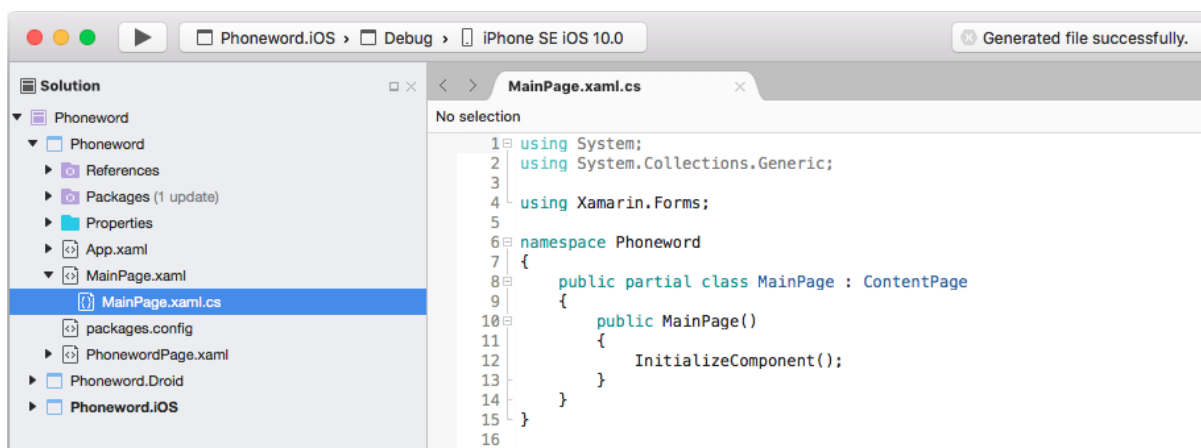 Phoneword.iOS › Debug › iPhone SE iOS 10.0
Generated file successfully.
Solution
Phoneword
Phoneword
References
Packages (1 update)
Properties
App.xaml
MainPage.xaml
MainPage.xaml.cs
packages.config
PhonewordPage.xaml
Phoneword.Droid
Phoneword.iOS
MainPage.xaml.cs
No selection
1 using System;
2 using System.Collections.Generic;
3
4 using Xamarin.Forms;
5
6 namespace Phoneword
7 {
8     public partial class MainPage : ContentPage
9     {
10         public MainPage()
11         {
12             InitializeComponent();
13         }
14     }
15 }
16